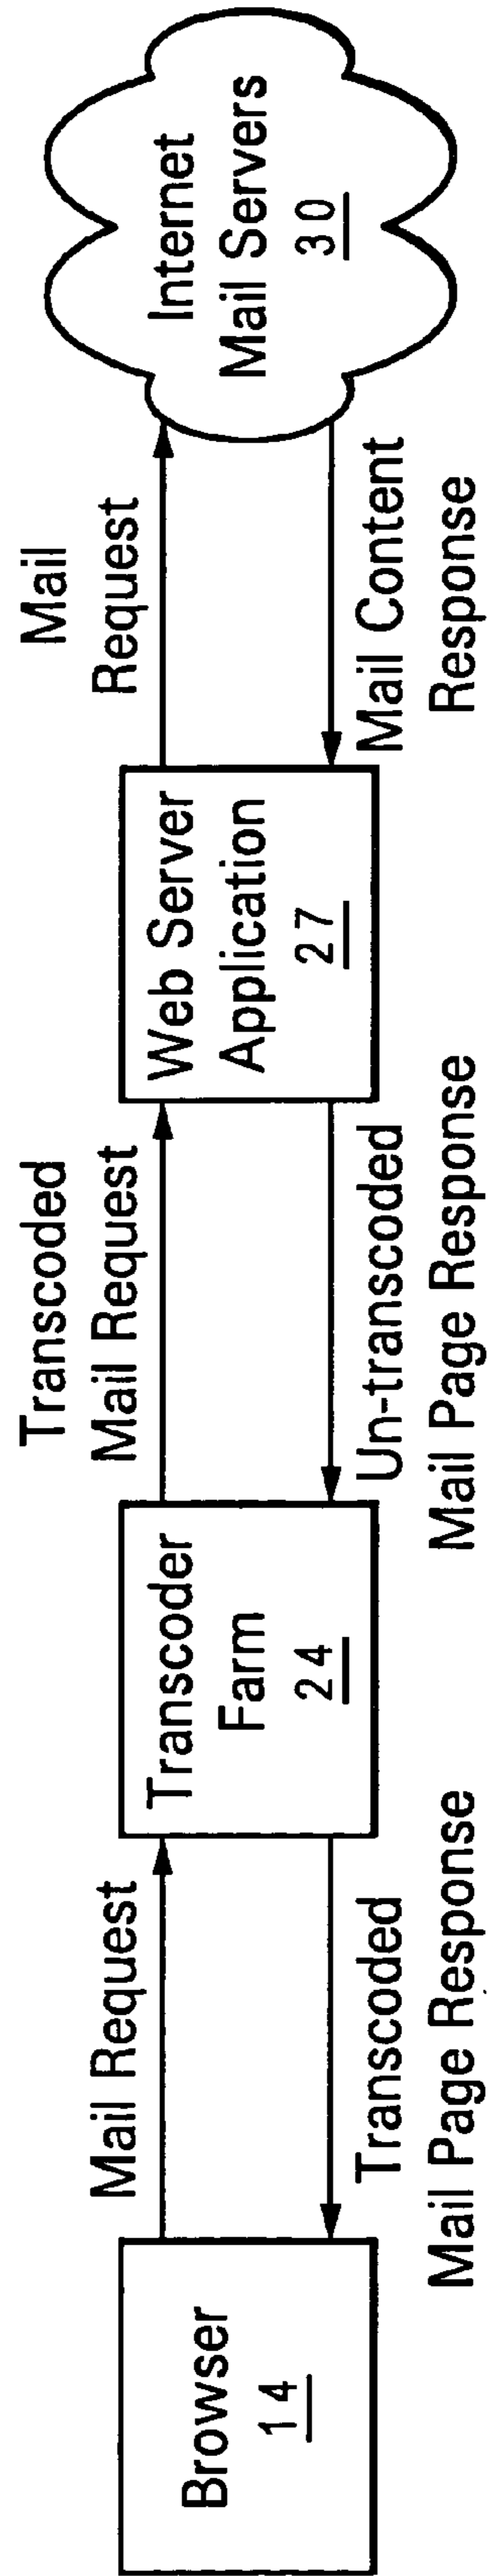 Browser
14
Mail Request
Transcoded
Mail Page Response
Transcoder
Farm
24
Transcoded
Mail Request
Un-transcoded
Mail Page Response
Web Server
Application
27
Mail
Request
Mail Content
Response
Internet
Mail Servers
30